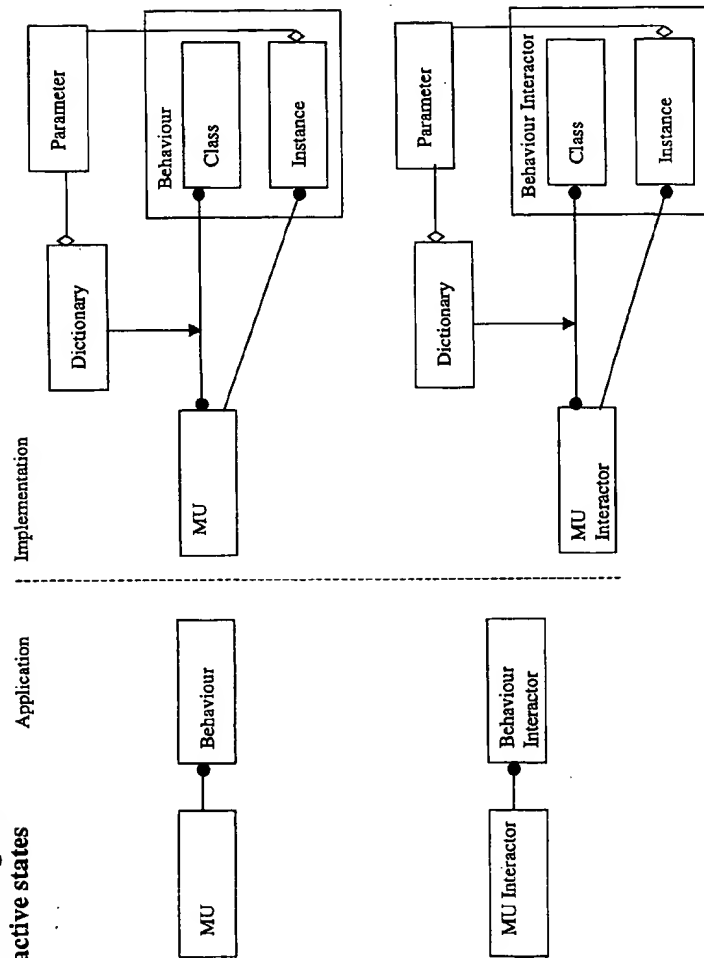 active states
Application
Implementation
MU
Behaviour
MU
Dictionary
Parameter
Behaviour
Class
Instance
MU Interactor
Behaviour
Interactor
MU
Interactor
Dictionary
Parameter
Behaviour Interactor
Class
Instance